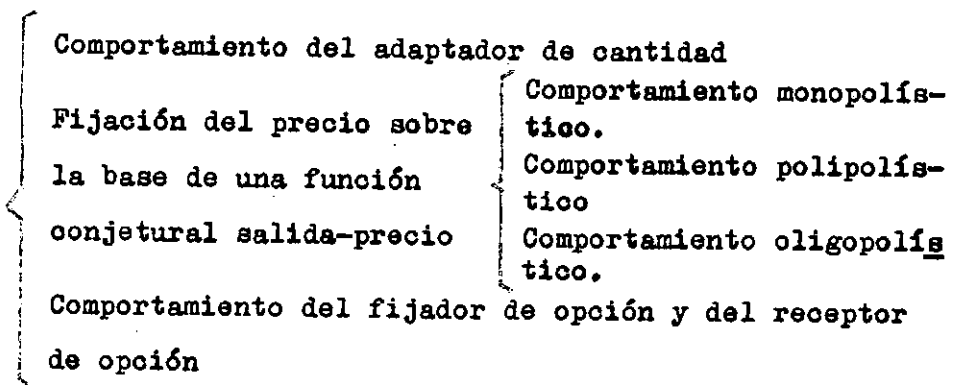 Comportamiento del adaptador de cantidad
Fijación del precio sobre
la base de una función
conjetural salida-precio
Comportamiento monopolís-
tico.
Comportamiento polipolís-
tico
Comportamiento oligopolís
tico.
Comportamiento del fijador de opción y del receptor
de opción